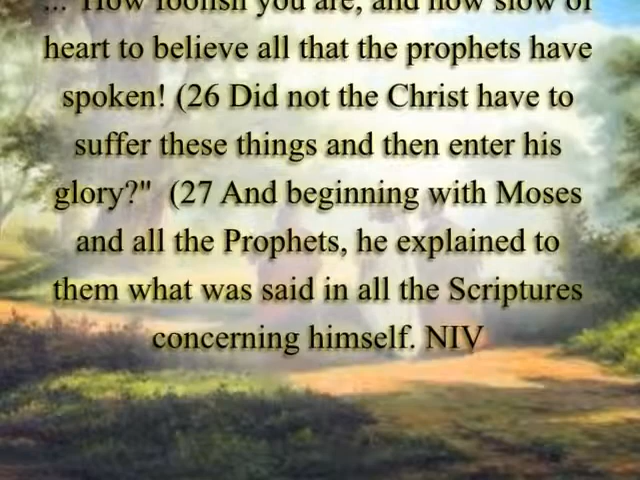 ... "How foolish you are, and how slow of
heart to believe all that the prophets have
spoken! (26 Did not the Christ have to
suffer these things and then enter his
glory?"  (27 And beginning with Moses
and all the Prophets, he explained to
them what was said in all the Scriptures
concerning himself. NIV